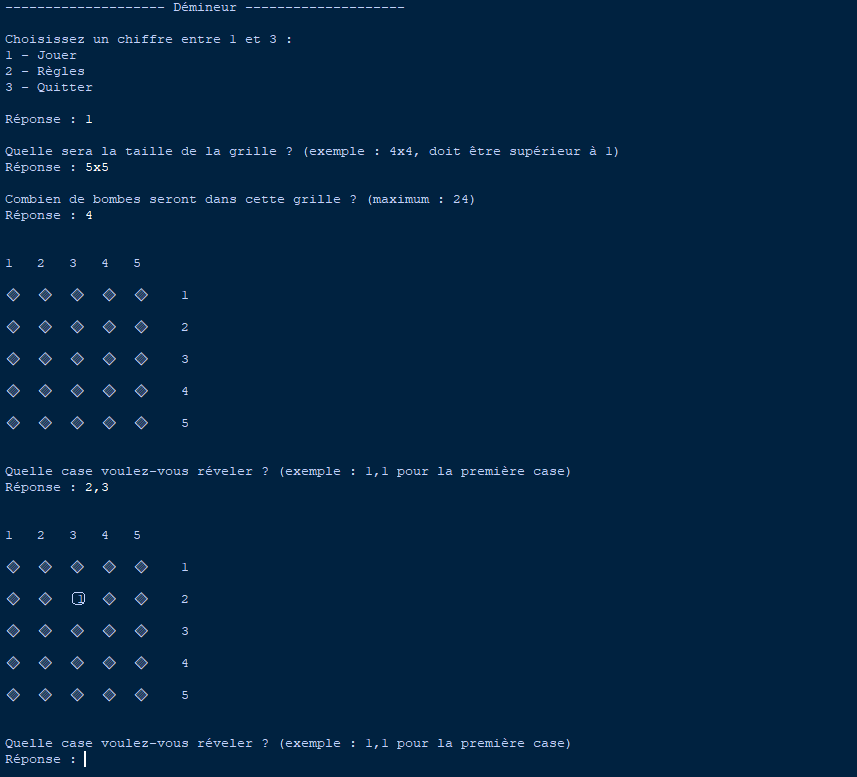 -------------------- Démineur --------------------
Choisissez un chiffre entre 1 et 3 :
1 - Jouer
2 - Règles
3 - Quitter
Réponse : 1
Quelle sera la taille de la grille ? (exemple : 4x4, doit être supérieur à 1)
Réponse : 5x5
Combien de bombes seront dans cette grille ? (maximum : 24)
Réponse : 4
1 2 3 4 5
1
2
3
4
5
Quelle case voulez-vous réveler ? (exemple : 1,1 pour la première case)
Réponse : 2,3
1 2 3 4 5
1
1 2
3
4
5
Quelle case voulez-vous réveler ? (exemple : 1,1 pour la première case)
Réponse :